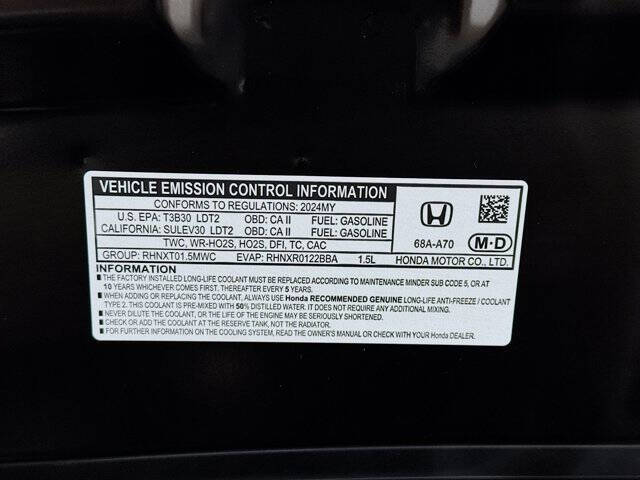 VEHICLE EMISSION CONTROL INFORMATION
CONFORMS TO REGULATIONS: 2024MY
U.S. EPA: T3B30 LDT2 OBD: CA II FUEL: GASOLINE
CALIFORNIA: SULEV30 LDT2 OBD: CA II FUEL: GASOLINE
TWC, WR-HO2S, HO2S, DFI, TC, CAC
GROUP: RHNXT01.5MWC EVAP: RHNXR0122BBA 1.5L
68A-A70 M·D
HONDA MOTOR CO., LTD.
INFORMATION
■ THE FACTORY INSTALLED LONG-LIFE COOLANT MUST BE REPLACED ACCORDING TO MAINTENANCE MINDER SUB CODE 5, OR AT
10 YEARS WHICHEVER COMES FIRST. THEREAFTER EVERY 5 YEARS.
■ WHEN ADDING OR REPLACING THE COOLANT, ALWAYS USE Honda RECOMMENDED GENUINE LONG-LIFE ANTI-FREEZE / COOLANT
TYPE 2. THIS COOLANT IS PRE-MIXED WITH 50% DISTILLED WATER. IT DOES NOT REQUIRE ANY ADDITIONAL MIXING.
■ NEVER DILUTE THE COOLANT, OR THE LIFE OF THE ENGINE MAY BE SERIOUSLY SHORTENED.
■ CHECK OR ADD THE COOLANT AT THE RESERVE TANK, NOT THE RADIATOR.
■ FOR FURTHER INFORMATION ON THE COOLING SYSTEM, READ THE OWNER'S MANUAL OR CHECK WITH YOUR Honda DEALER.